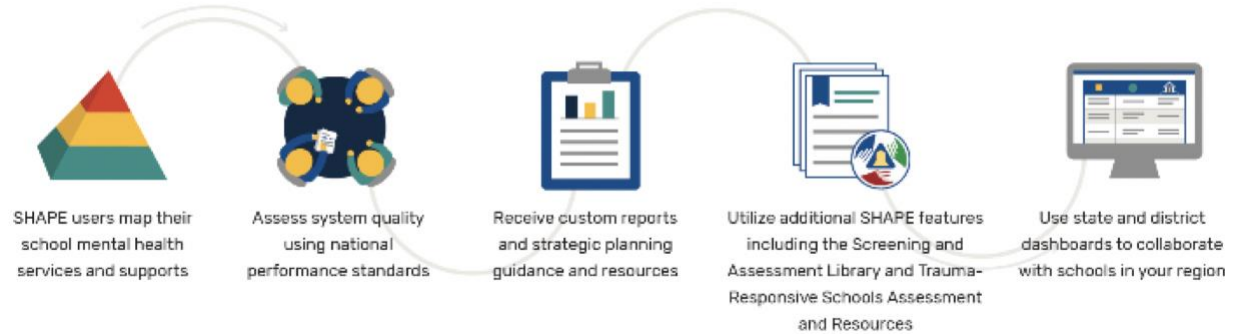 SHAPE users map their
school mental health
services and supports
Assess system quality
using national
performance standards
Receive custom reports
and strategic planning
guidance and resources
Utilize additional SHAPE features
including the Screening and
Assessment Library and Trauma-
Responsive Schools Assessment
and Resources
Use state and district
dashboards to collaborate
with schools in your region